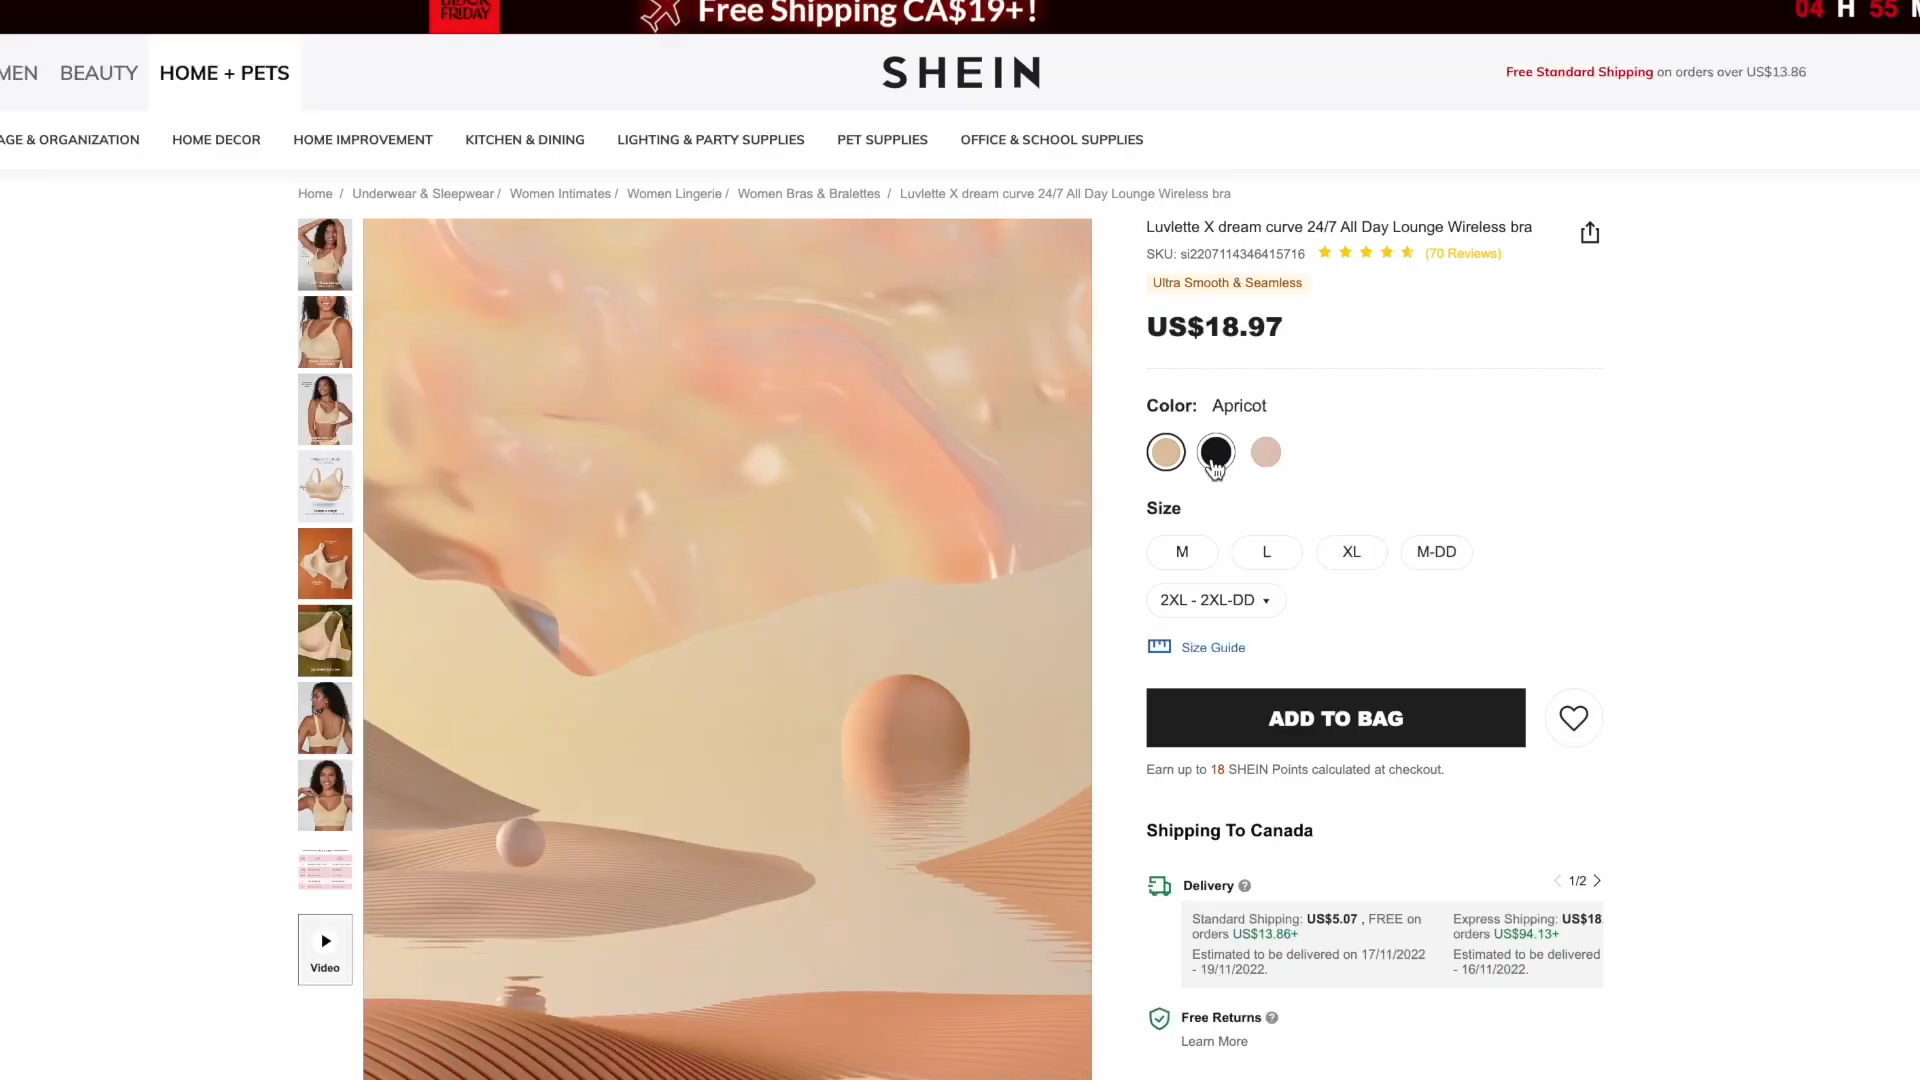 BLACK
FRIDAY
Free Shipping CA$19+!
04 H 55 M
MEN BEAUTY HOME + PETS
SHEIN
Free Standard Shipping on orders over US$13.86
AGE & ORGANIZATION HOME DECOR HOME IMPROVEMENT KITCHEN & DINING LIGHTING & PARTY SUPPLIES PET SUPPLIES OFFICE & SCHOOL SUPPLIES
Home / Underwear & Sleepwear / Women Intimates / Women Lingerie / Women Bras & Bralettes / Luvlette X dream curve 24/7 All Day Lounge Wireless bra
Luvlette X dream curve 24/7 All Day Lounge Wireless bra
SKU: si2207114346415716 (70 Reviews)
Ultra Smooth & Seamless
US$18.97
Color: Apricot
Size
M L XL M-DD
2XL - 2XL-DD
Size Guide
ADD TO BAG
Earn up to 18 SHEIN Points calculated at checkout.
Shipping To Canada
Delivery ? 1/2
Standard Shipping: US$5.07 , FREE on
orders US$13.86+
Estimated to be delivered on 17/11/2022
- 19/11/2022.
Express Shipping: US$18.
orders US$94.13+
Estimated to be delivered
- 16/11/2022.
Free Returns ?
Learn More
Video